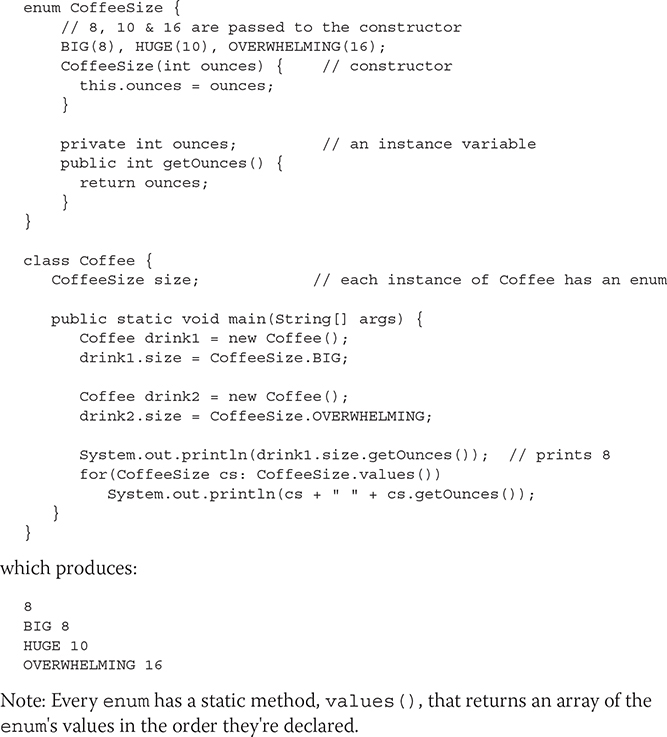 enum CoffeeSize {
    // 8, 10 & 16 are passed to the constructor
    BIG(8), HUGE(10), OVERWHELMING(16);
    CoffeeSize(int ounces) {    // constructor
      this.ounces = ounces;
    }

    private int ounces;         // an instance variable
    public int getOunces() {
      return ounces;
    }
}

class Coffee {
   CoffeeSize size;            // each instance of Coffee has an enum

   public static void main(String[] args) {
      Coffee drink1 = new Coffee();
      drink1.size = CoffeeSize.BIG;

      Coffee drink2 = new Coffee();
      drink2.size = CoffeeSize.OVERWHELMING;

      System.out.println(drink1.size.getOunces());  // prints 8
      for(CoffeeSize cs: CoffeeSize.values())
         System.out.println(cs + " " + cs.getOunces());
   }
}
which produces:
8
BIG 8
HUGE 10
OVERWHELMING 16
Note: Every enum has a static method, values(), that returns an array of the
enum's values in the order they're declared.